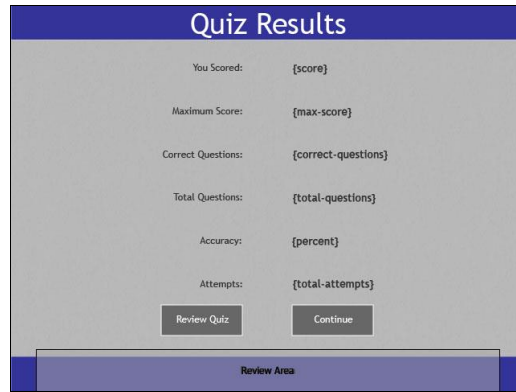 Quiz Results
You Scored: {score}
Maximum Score: {max-score}
Correct Questions: {correct-questions}
Total Questions: {total-questions}
Accuracy: {percent}
Attempts: {total-attempts}
Review Quiz Continue
Review Area